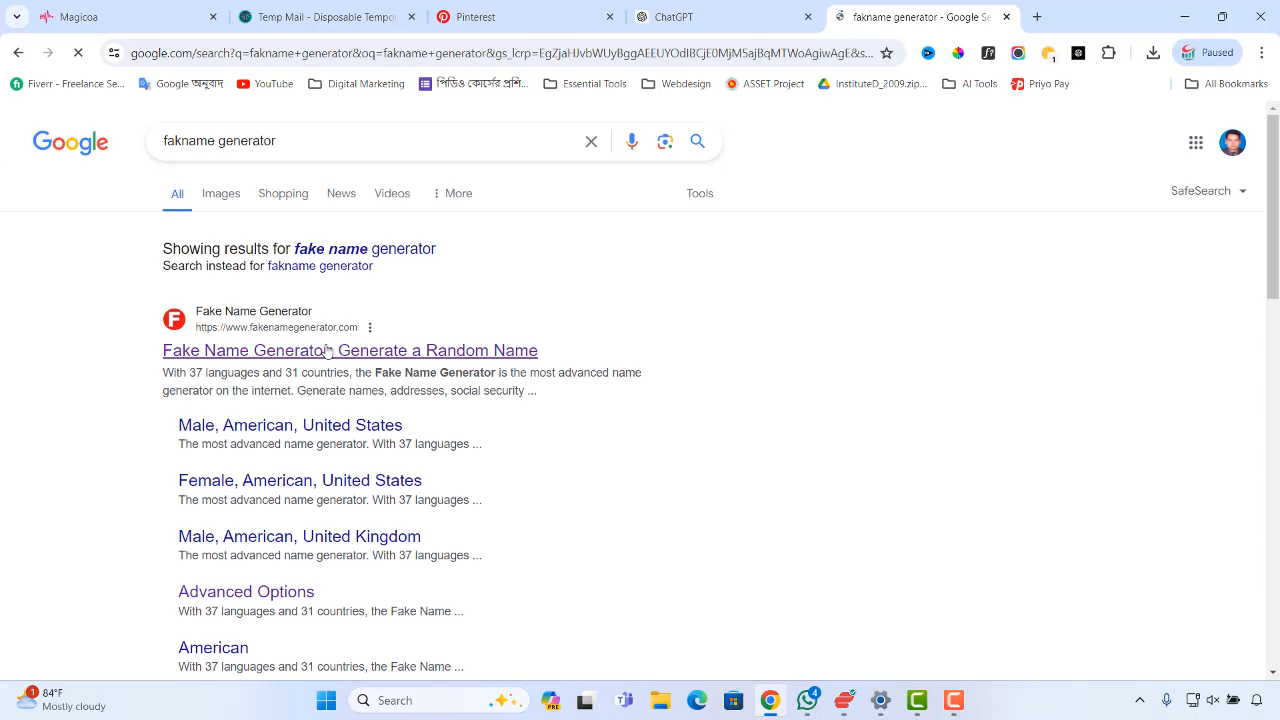 Magicoa
Temp Mail - Disposable Tempor
Pinterest
ChatGPT
fakname generator - Google Se
google.com/search?q=fakname+generator&oq=fakname+generator&gs_lcrp=
Paused
Fiverr - Freelance Se...
Google অনুবাদ
YouTube
Digital Marketing
Essential Tools
Webdesign
ASSET Project
InstituteD_2009.zip...
AI Tools
Priyo Pay
All Bookmarks
Google
fakname generator
All
Images
Shopping
News
Videos
More
Tools
SafeSearch
Showing results for fake name generator
Search instead for fakname generator
Fake Name Generator
https://www.fakenamegenerator.com
Fake Name Generator: Generate a Random Name
With 37 languages and 31 countries, the Fake Name Generator is the most advanced name
generator on the internet. Generate names, addresses, social security ...
Male, American, United States
The most advanced name generator. With 37 languages ...
Female, American, United States
The most advanced name generator. With 37 languages ...
Male, American, United Kingdom
The most advanced name generator. With 37 languages ...
Advanced Options
With 37 languages and 31 countries, the Fake Name ...
American
With 37 languages and 31 countries, the Fake Name ...
84°F
Mostly cloudy
Search